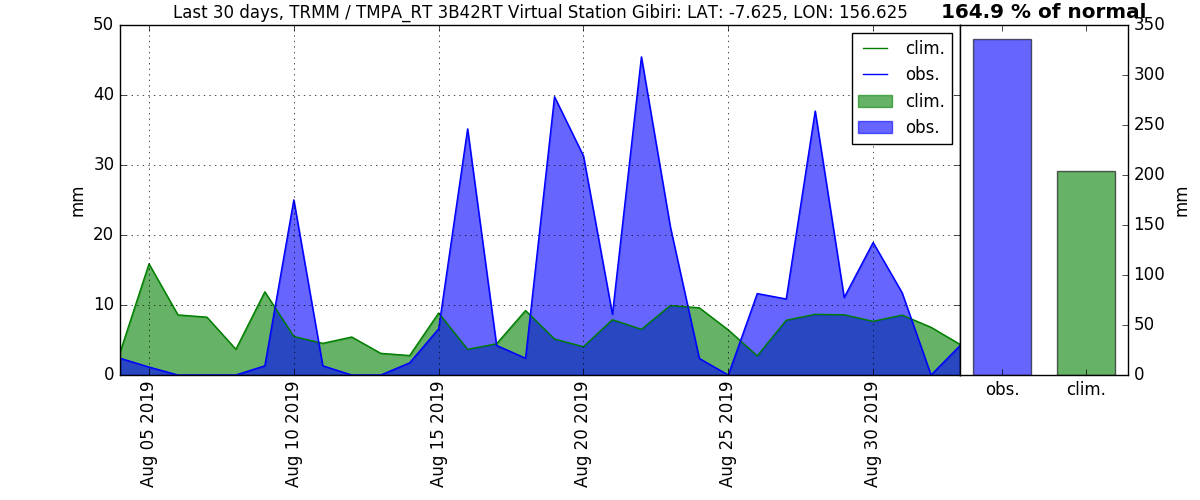 Last 30 days, TRMM / TMPA_RT 3B42RT Virtual Station Gibiri: LAT: -7.625, LON: 156.625
164.9 % of normal
50
40
30
20
10
0
mm
clim.
obs.
clim.
obs.
Aug 05 2019
Aug 10 2019
Aug 15 2019
Aug 20 2019
Aug 25 2019
Aug 30 2019
350
300
250
200
150
100
50
0
mm
obs.
clim.